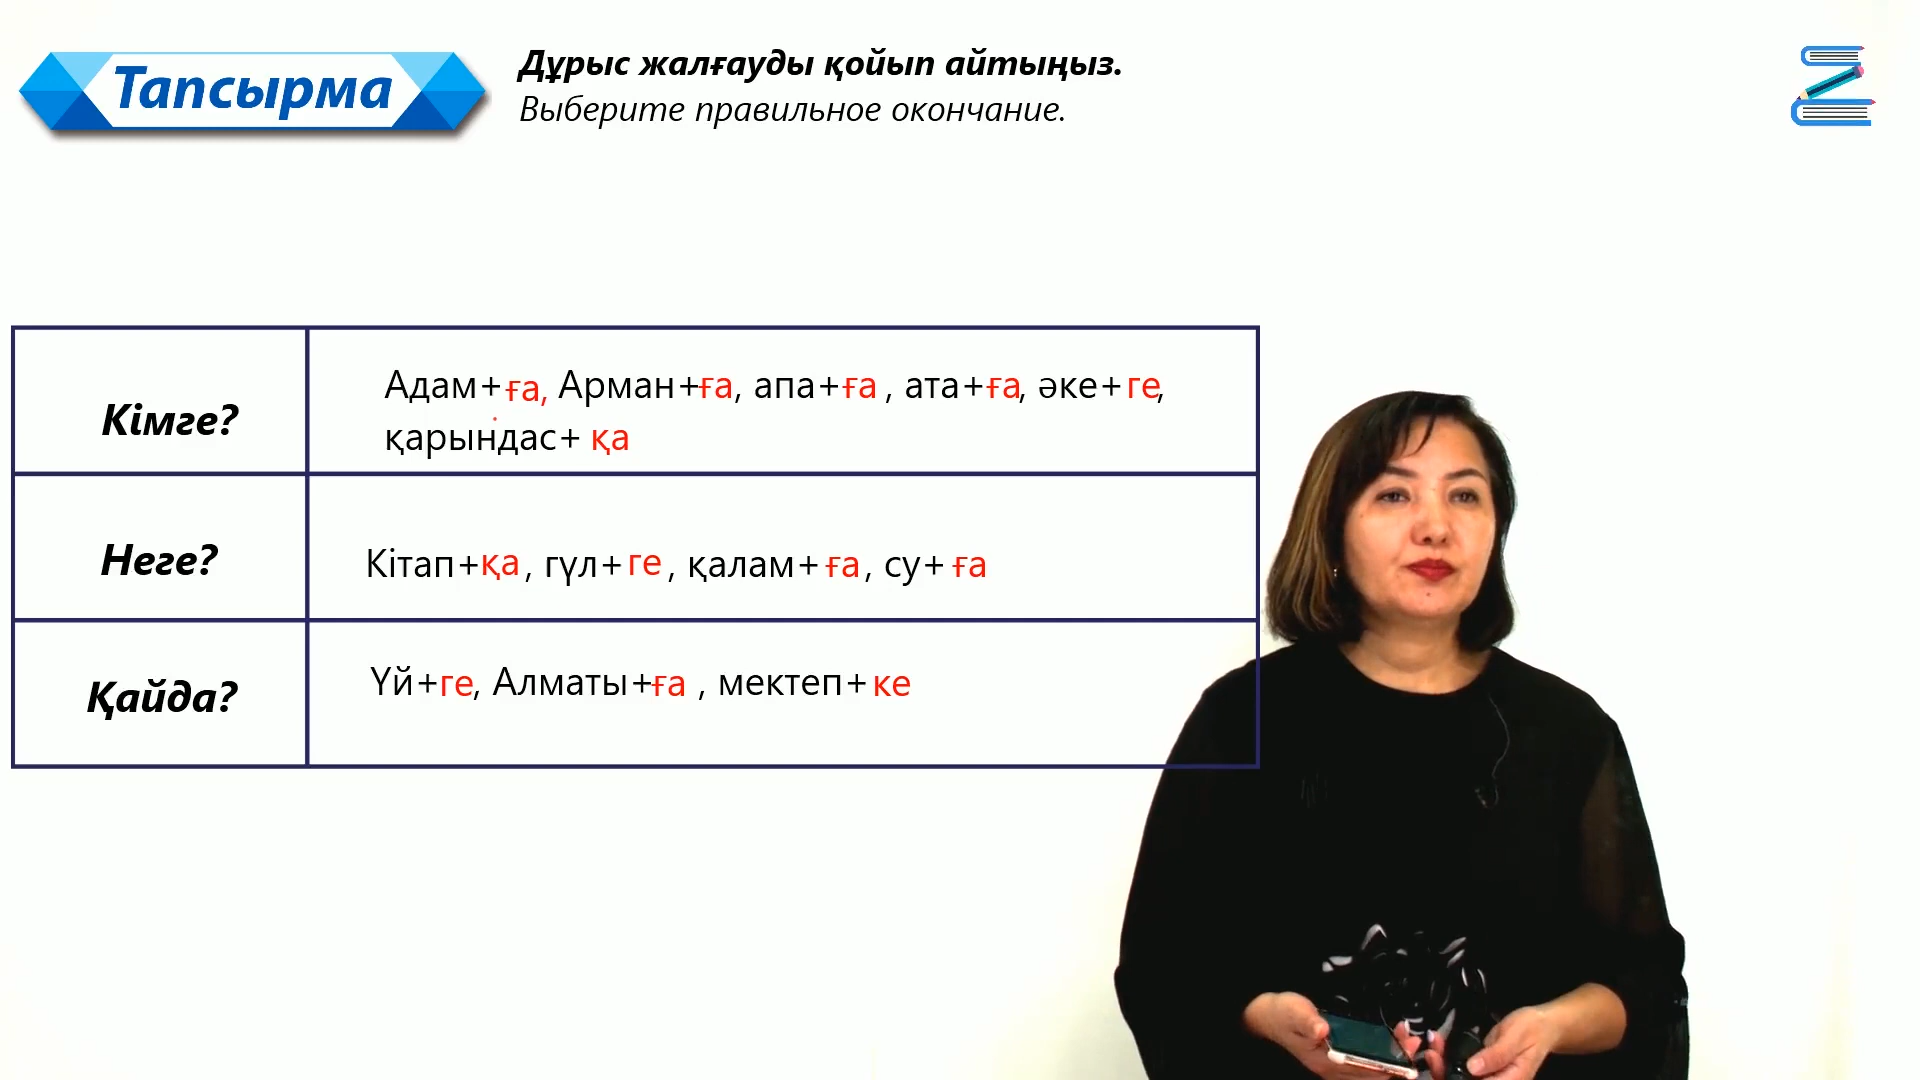 Тапсырма
Дұрыс жалғауды қойып айтыңыз.
Выберите правильное окончание.
Кімге?
Адам+ға, Арман+ға, апа+ға , ата+ға, әке+ге,
қарындас+ қа
Неге?
Кітап+қа, гүл+ге , қалам+ға, су+ға
Қайда?
Үй+ге, Алматы+ға , мектеп+ке